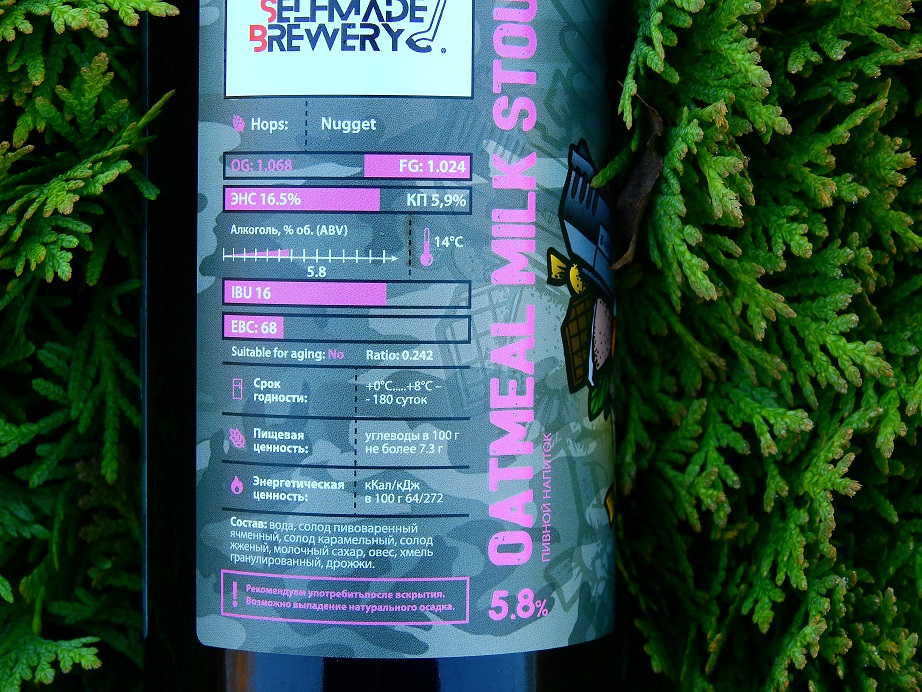 SELFMADE
BREWERY®
Hops: Nugget
OG: 1.068 FG: 1.024
ЭНС 16.5% КП 5,9%
Алкоголь, % об. (ABV)
14°C
5.8
IBU 16
EBC: 68
Suitable for aging: No Ratio: 0.242
Срок
годности:
+0°C.....+8°C –
- 180 суток
Пищевая
ценность:
углеводы в 100 г
не более 7.3 г
Энергетическая
ценность:
кКал/кДж
в 100 г 64/272
Состав: вода, солод пивоваренный
ячменный, солод карамельный, солод
жженый, молочный сахар, овес, хмель
гранулированный, дрожжи.
! Рекомендуем употребитьпосле вскрытия.
Возможно выпадение натурального осадка.
OATMEAL MILK STOU
ПИВНОЙ НАПИТОК
5.8%